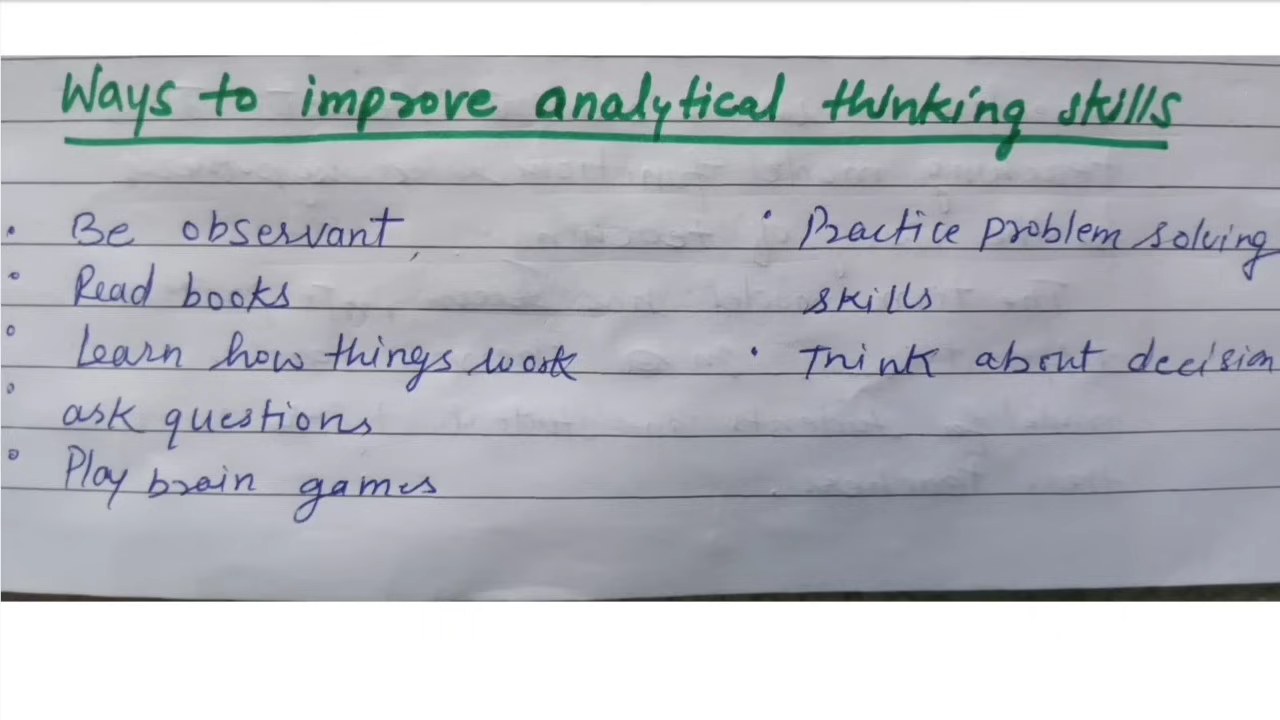 Ways to improve analytical thinking skills
• Be observant
• Read books
• Learn how things work
• ask questions
• Play brain games
• Practice problem solving
skills
• Think about decision